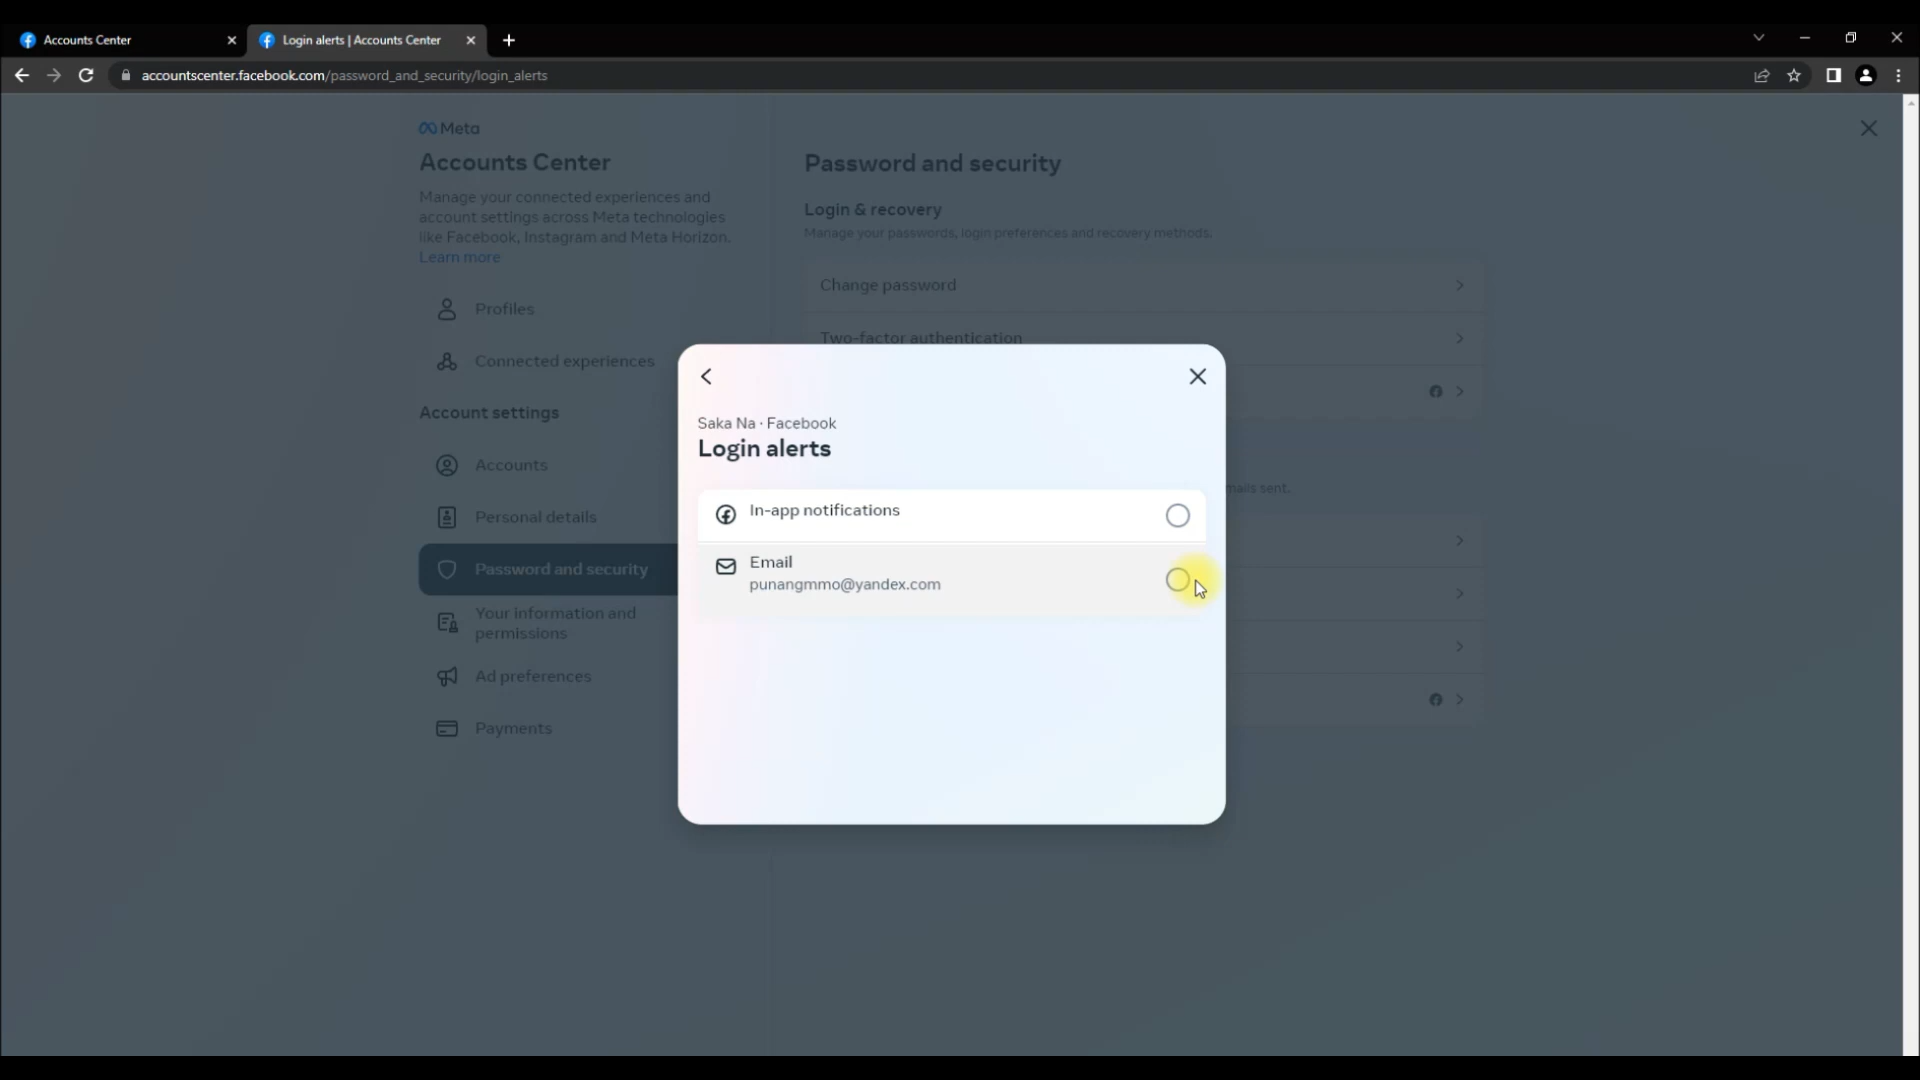 Accounts Center
Login alerts | Accounts Center
accountscenter.facebook.com/password_and_security/login_alerts
Meta
Accounts Center
Manage your connected experiences and
account settings across Meta technologies
like Facebook, Instagram and Meta Horizon.
Learn more
Profiles
Connected experiences
Account settings
Accounts
Personal details
Password and security
Your information and
permissions
Ad preferences
Payments
Password and security
Login & recovery
Manage your passwords, login preferences and recovery methods.
Change password
Two-factor authentication
mails sent.
Saka Na · Facebook
Login alerts
In-app notifications
Email
punangmmo@yandex.com